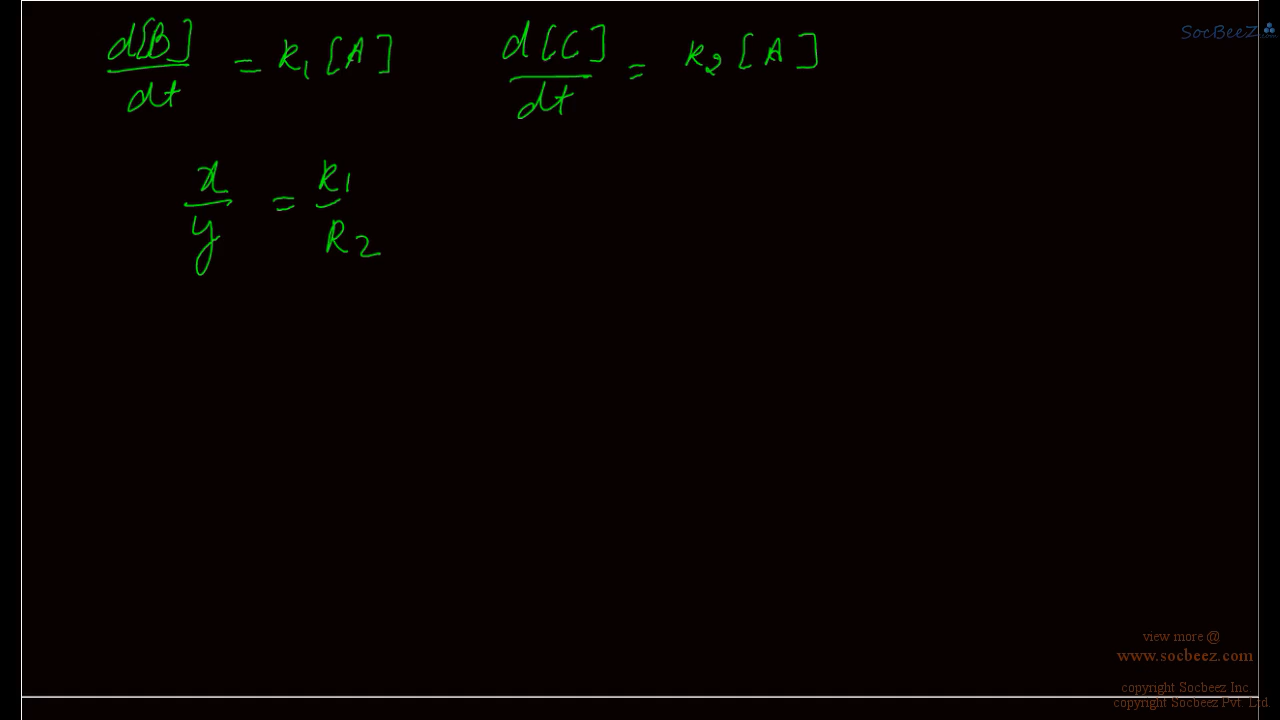 SocBeeZ
d[B]/dt = k₁[A]    d[C]/dt = k₂[A]
x/y = k₁/k₂
view more @
www.socbeez.com
copyright Socbeez Inc.
copyright Socbeez Pvt. Ltd.